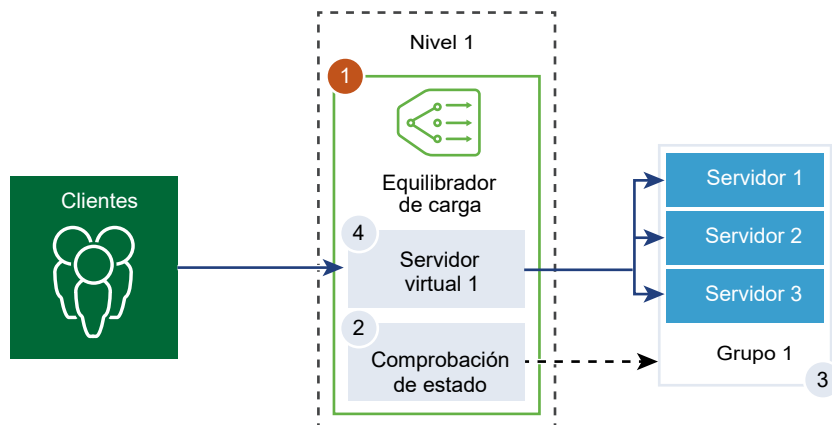 Nivel 1
1
Equilibrador
de carga
Clientes
4
Servidor
virtual 1
2
Comprobación
de estado
Servidor 1
Servidor 2
Servidor 3
Grupo 1
3